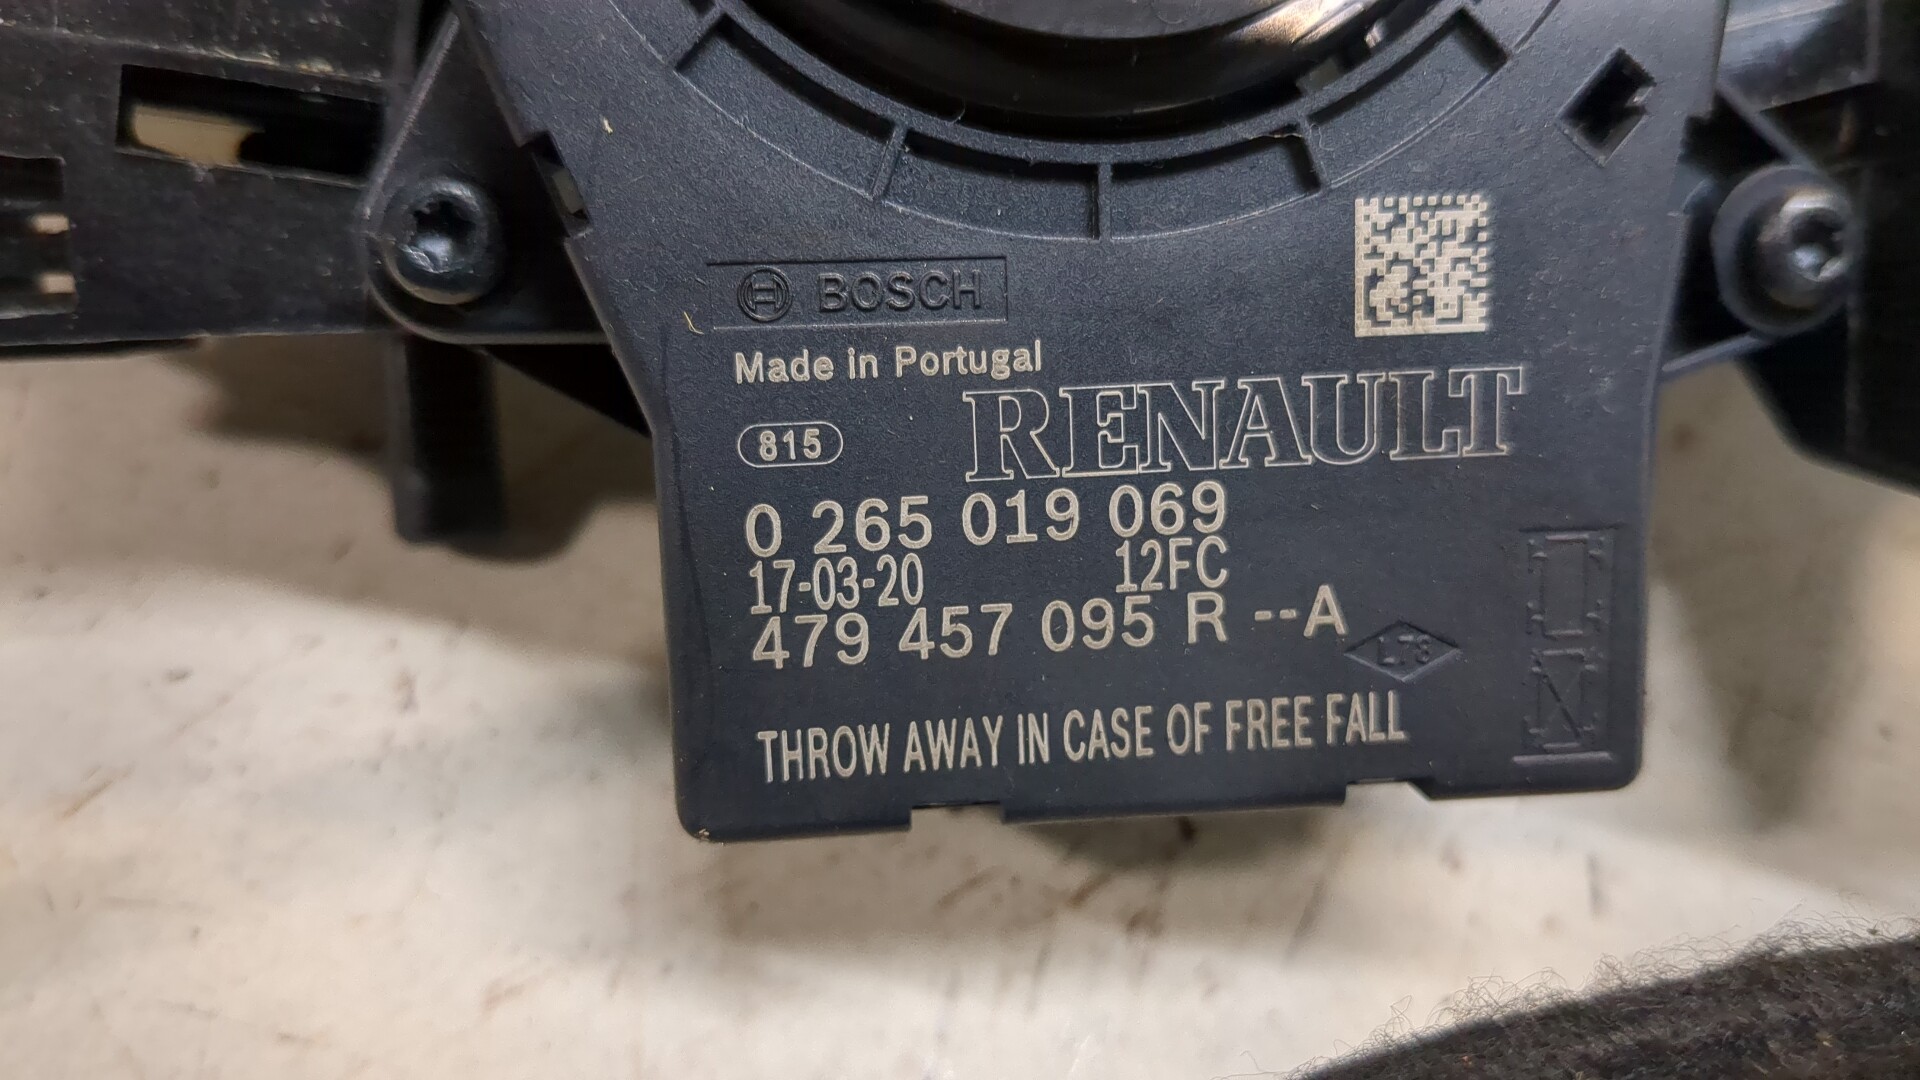 BOSCH
Made in Portugal
815
RENAULT
0 265 019 069
17-03-20 12FC
479 457 095 R --A
L78
THROW AWAY IN CASE OF FREE FALL